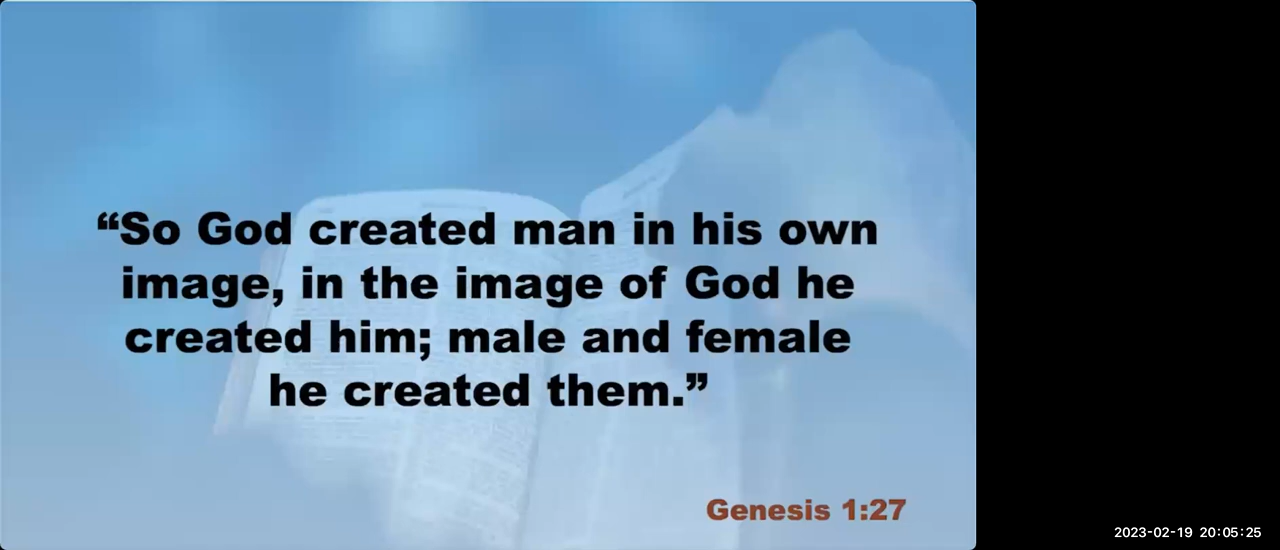 “So God created man in his own
image, in the image of God he
created him; male and female
he created them.”
Genesis 1:27
2023-02-19 20:05:25